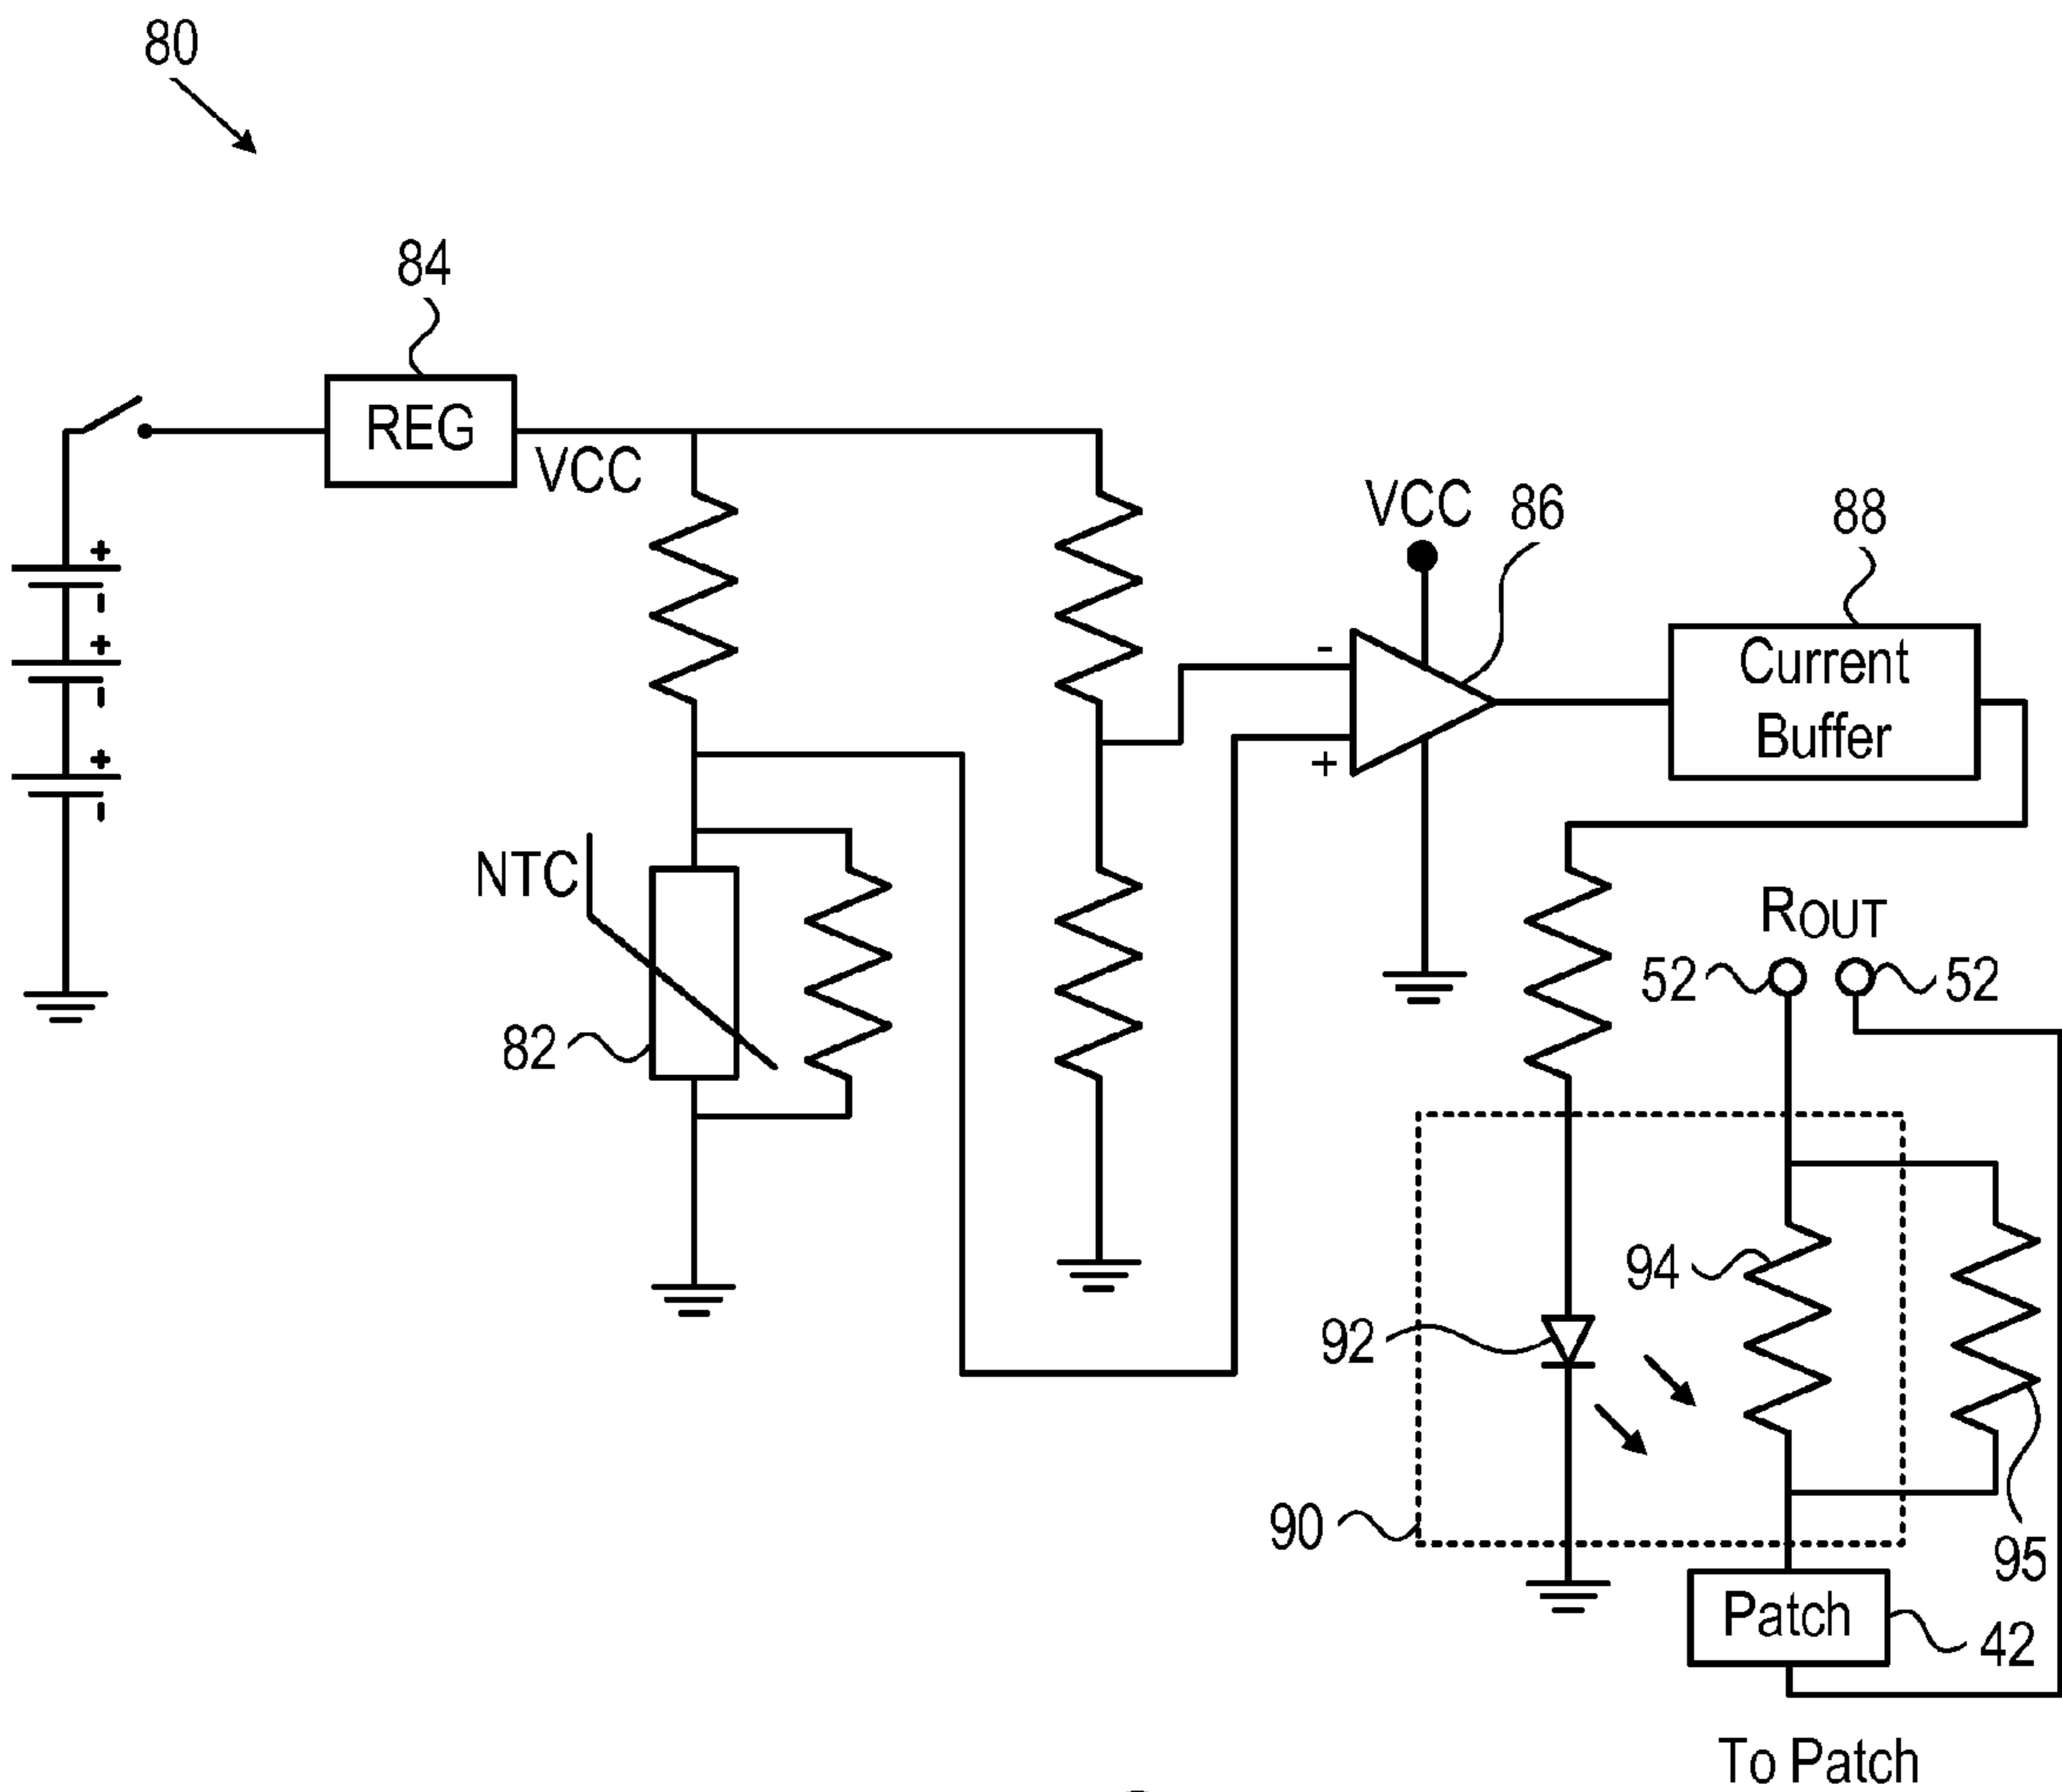 80
84
REG
VCC
VCC
86
88
-
+
Current
Buffer
+
-
+
-
+
-
NTC
82
ROUT
52
52
94
92
90
95
Patch
42
To Patch